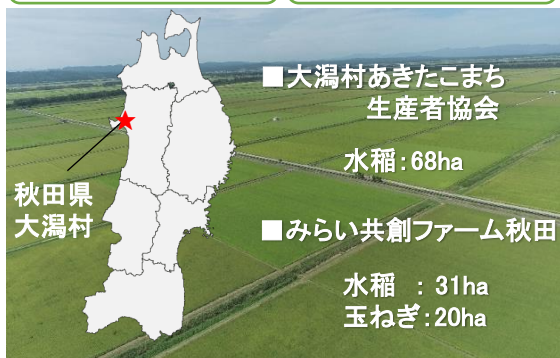 ■大潟村あきたこまち
生産者協会
水稲:68ha
秋田県
大潟村
■みらい共創ファーム秋田
水稲 : 31ha
玉ねぎ:20ha